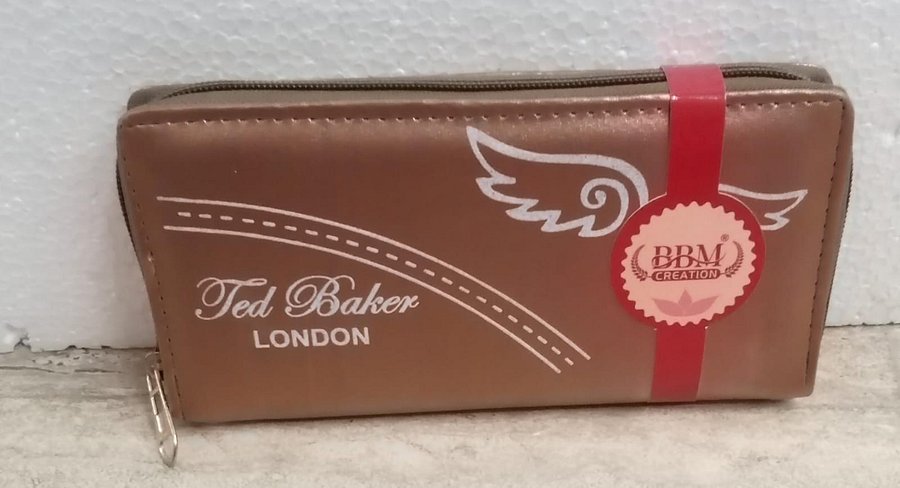 Ted Baker
LONDON
BBM®
CREATION